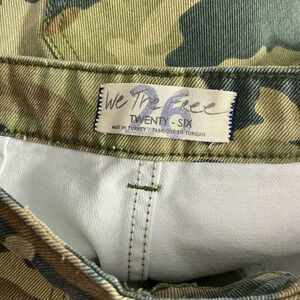 We The Free
26
TWENTY - SIX
MADE IN TURKEY / FABRIQUÉ EN TURQUIE